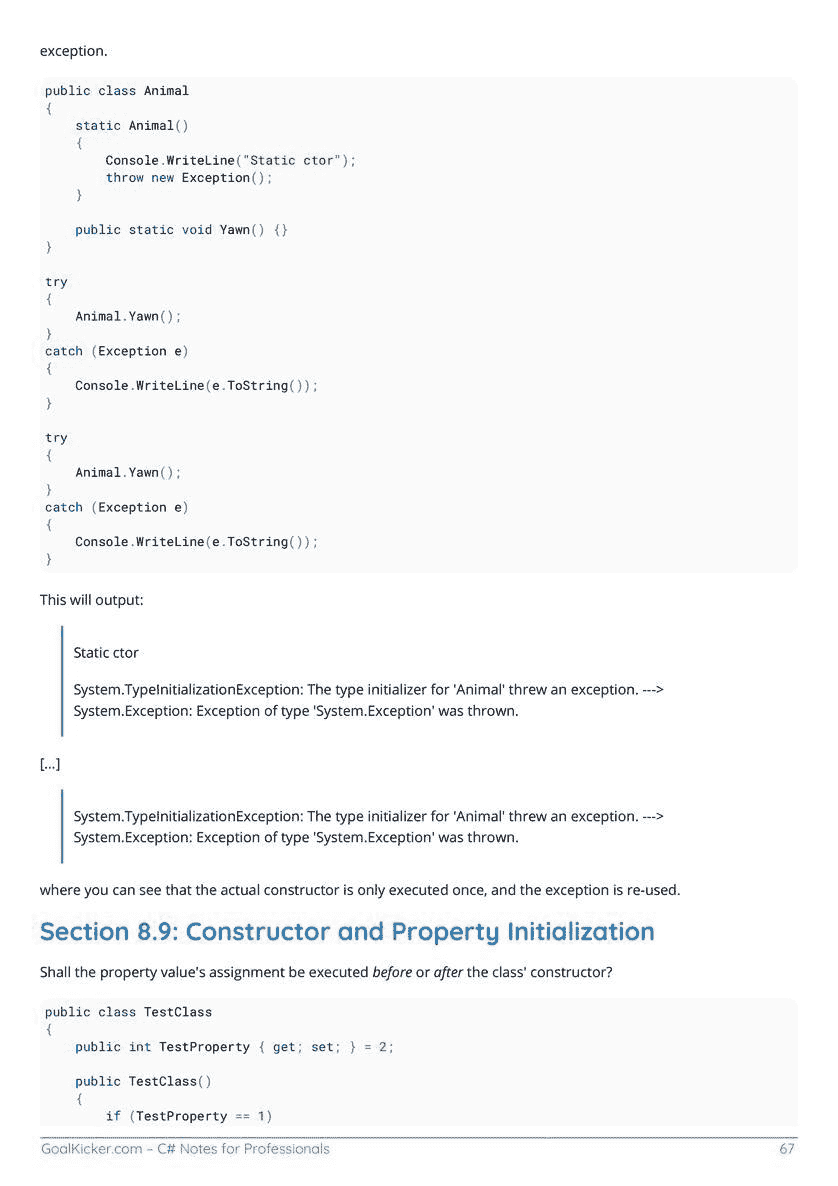 exception.
public class Animal
{
    static Animal()
    {
        Console.WriteLine("Static ctor");
        throw new Exception();
    }

    public static void Yawn() {}
}

try
{
    Animal.Yawn();
}
catch (Exception e)
{
    Console.WriteLine(e.ToString());
}

try
{
    Animal.Yawn();
}
catch (Exception e)
{
    Console.WriteLine(e.ToString());
}
This will output:
Static ctor
System.TypeInitializationException: The type initializer for 'Animal' threw an exception. --->
System.Exception: Exception of type 'System.Exception' was thrown.
[...]
System.TypeInitializationException: The type initializer for 'Animal' threw an exception. --->
System.Exception: Exception of type 'System.Exception' was thrown.
where you can see that the actual constructor is only executed once, and the exception is re-used.
Section 8.9: Constructor and Property Initialization
Shall the property value's assignment be executed before or after the class' constructor?
public class TestClass
{
    public int TestProperty { get; set; } = 2;

    public TestClass()
    {
        if (TestProperty == 1)
GoalKicker.com – C# Notes for Professionals 67